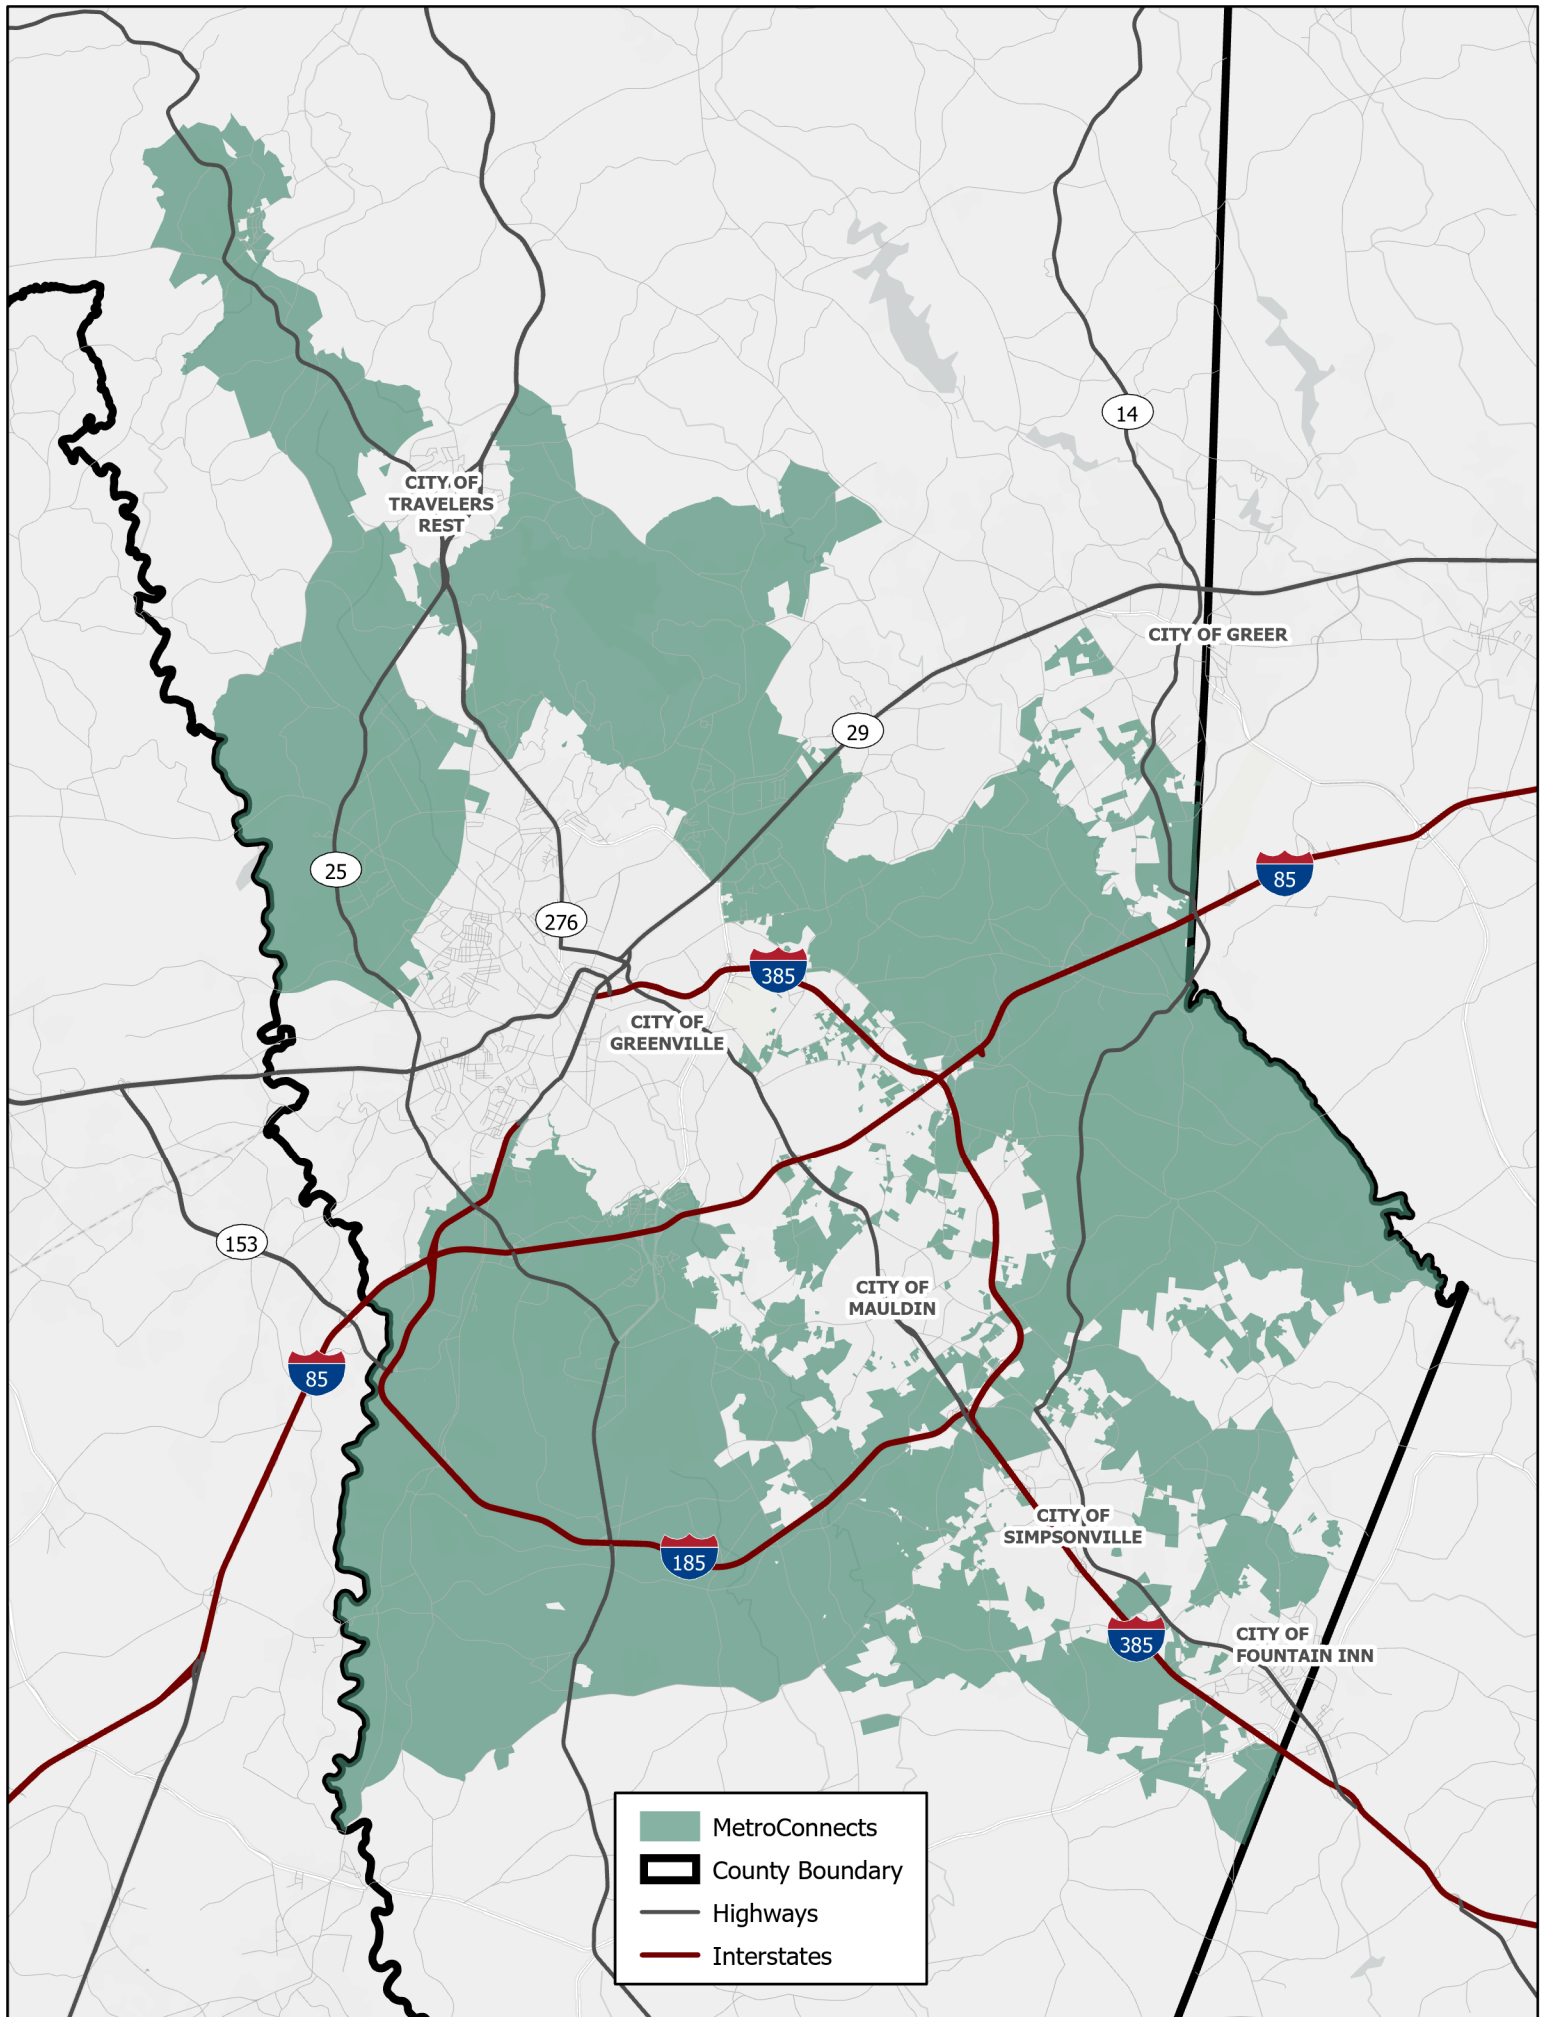 14
CITY OF
TRAVELERS
REST
CITY OF GREER
29
25
85
276
385
CITY OF
GREENVILLE
153
CITY OF
MAULDIN
85
CITY OF
SIMPSONVILLE
185
385
CITY OF
FOUNTAIN INN
MetroConnects
County Boundary
Highways
Interstates